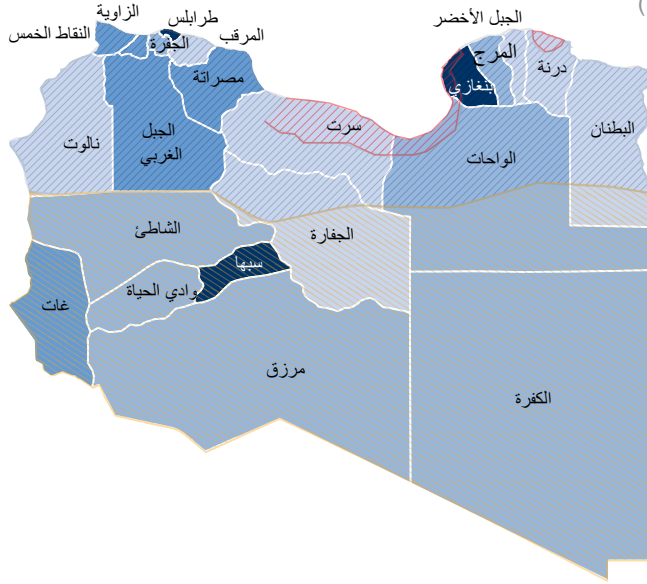 الجبل الأخضر
طرابلس
الزاوية
المرقب
النقاط الخمس
الجفرة
المرج
درنة
مصراتة
بنغازي
سرت
البطنان
الجبل
الغربي
نالوت
الواحات
الشاطئ
الجفارة
سبها
وادي الحياة
غات
مرزق
الكفرة